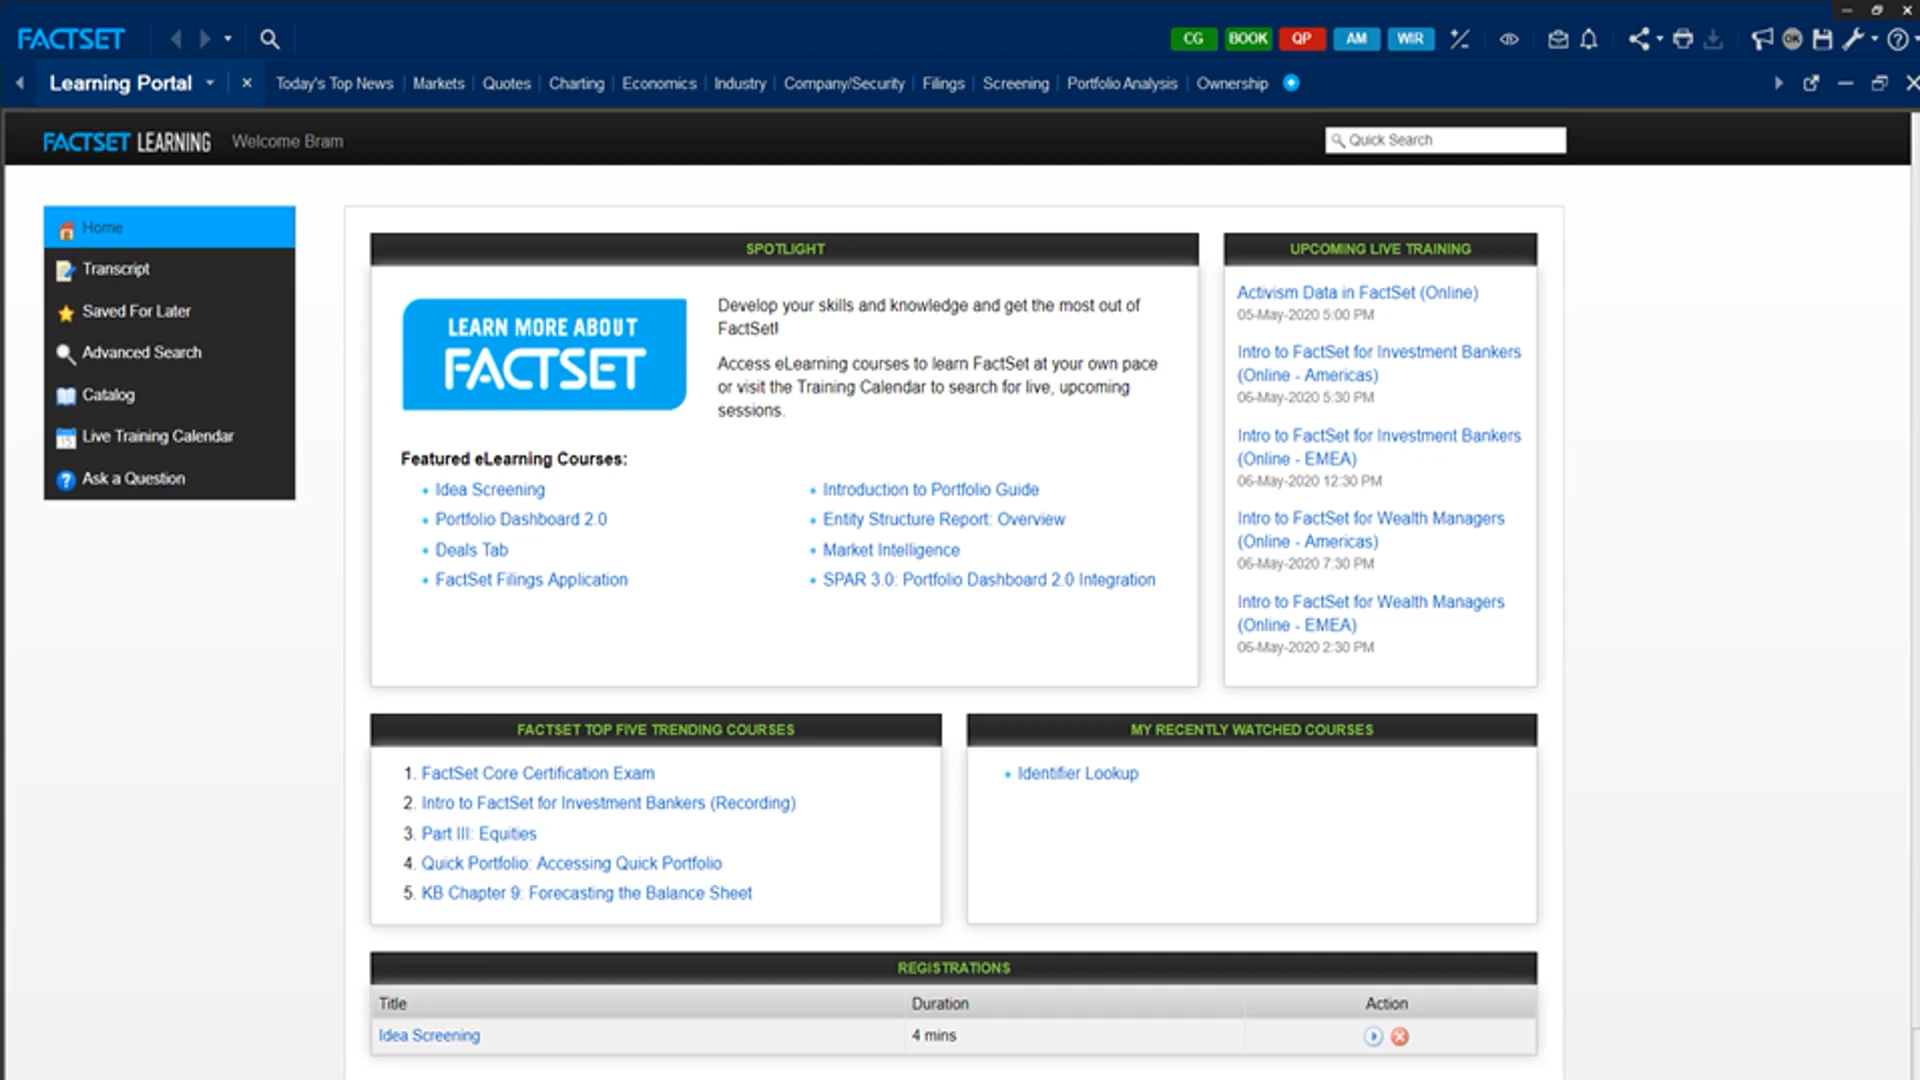 FACTSET
CG BOOK QP AM WIR
Learning Portal
Today's Top News Markets Quotes Charting Economics Industry Company/Security Filings Screening Portfolio Analysis Ownership
FACTSET LEARNING Welcome Bram
Quick Search
Home
Transcript
Saved For Later
Advanced Search
Catalog
Live Training Calendar
Ask a Question
SPOTLIGHT
LEARN MORE ABOUT
FACTSET
Develop your skills and knowledge and get the most out of
FactSet!
Access eLearning courses to learn FactSet at your own pace
or visit the Training Calendar to search for live, upcoming
sessions.
Featured eLearning Courses:
Idea Screening
Portfolio Dashboard 2.0
Deals Tab
FactSet Filings Application
Introduction to Portfolio Guide
Entity Structure Report: Overview
Market Intelligence
SPAR 3.0: Portfolio Dashboard 2.0 Integration
UPCOMING LIVE TRAINING
Activism Data in FactSet (Online)
05-May-2020 5:00 PM
Intro to FactSet for Investment Bankers
(Online - Americas)
06-May-2020 5:30 PM
Intro to FactSet for Investment Bankers
(Online - EMEA)
06-May-2020 12:30 PM
Intro to FactSet for Wealth Managers
(Online - Americas)
06-May-2020 7:30 PM
Intro to FactSet for Wealth Managers
(Online - EMEA)
06-May-2020 2:30 PM
FACTSET TOP FIVE TRENDING COURSES
1. FactSet Core Certification Exam
2. Intro to FactSet for Investment Bankers (Recording)
3. Part III: Equities
4. Quick Portfolio: Accessing Quick Portfolio
5. KB Chapter 9: Forecasting the Balance Sheet
MY RECENTLY WATCHED COURSES
Identifier Lookup
REGISTRATIONS
Title Duration Action
Idea Screening 4 mins